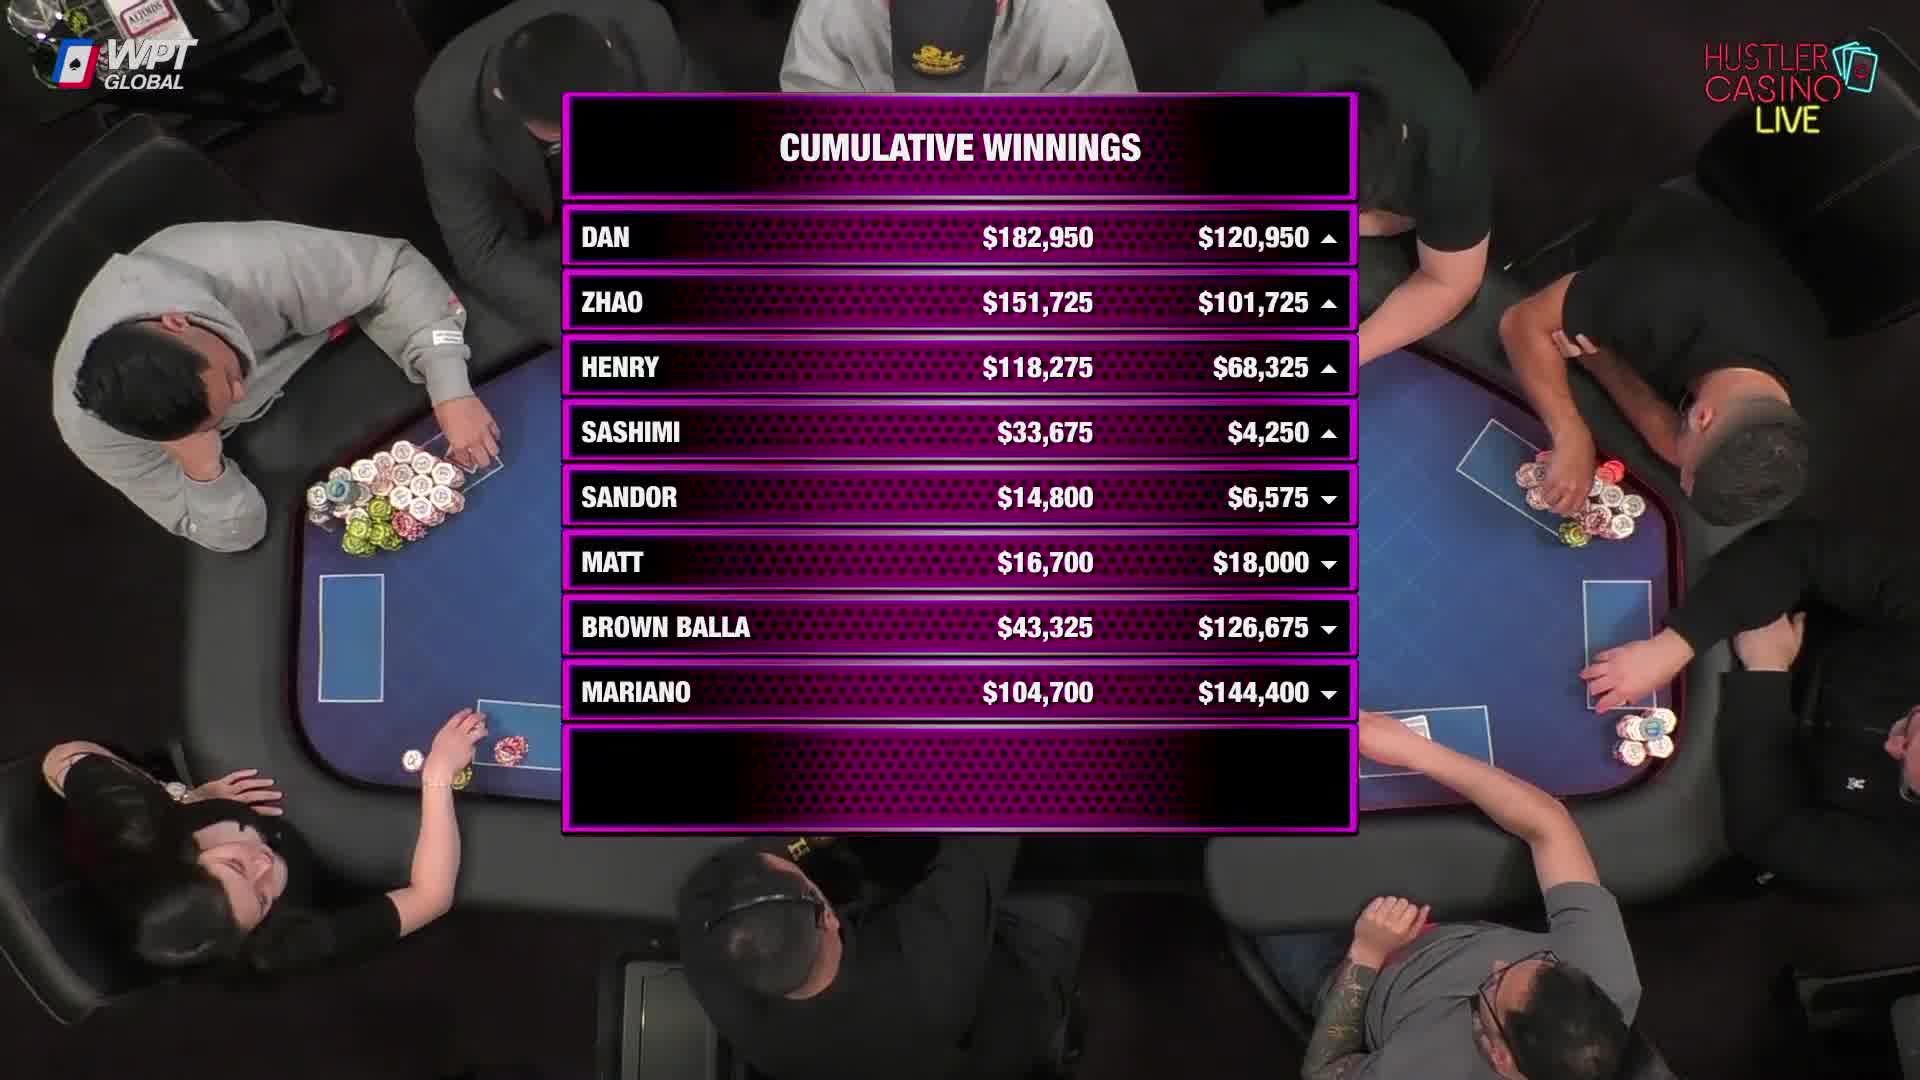 WPT
GLOBAL
HUSTLER
CASINO
LIVE
CUMULATIVE WINNINGS
DAN $182,950 $120,950
ZHAO $151,725 $101,725
HENRY $118,275 $68,325
SASHIMI $33,675 $4,250
SANDOR $14,800 $6,575
MATT $16,700 $18,000
BROWN BALLA $43,325 $126,675
MARIANO $104,700 $144,400